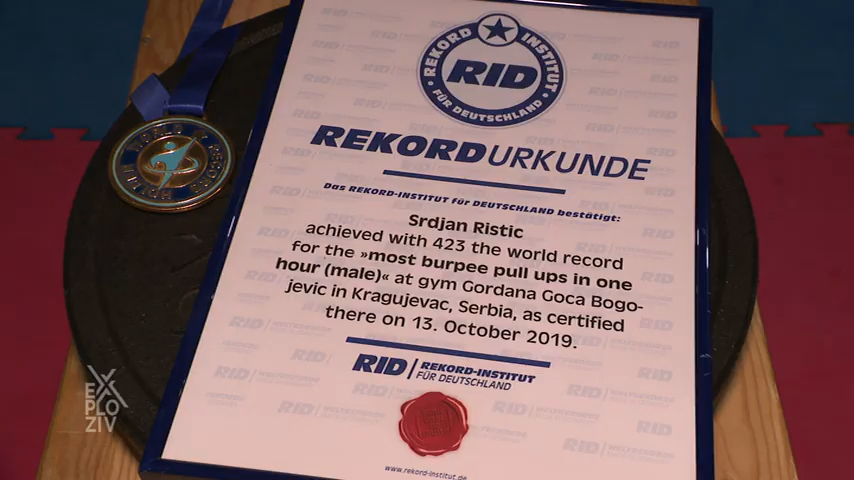 REKORD INSTITUT
RID
FÜR DEUTSCHLAND
REKORDURKUNDE
Das REKORD-INSTITUT für DEUTSCHLAND bestätigt:
Srdjan Ristic
achieved with 423 the world record
for the »most burpee pull ups in one
hour (male)« at gym Gordana Goca Bogo-
jevic in Kragujevac, Serbia, as certified
there on 13. October 2019.
RID | REKORD-INSTITUT
FÜR DEUTSCHLAND
www.rekord-institut.de
EX
PLO
ZIV